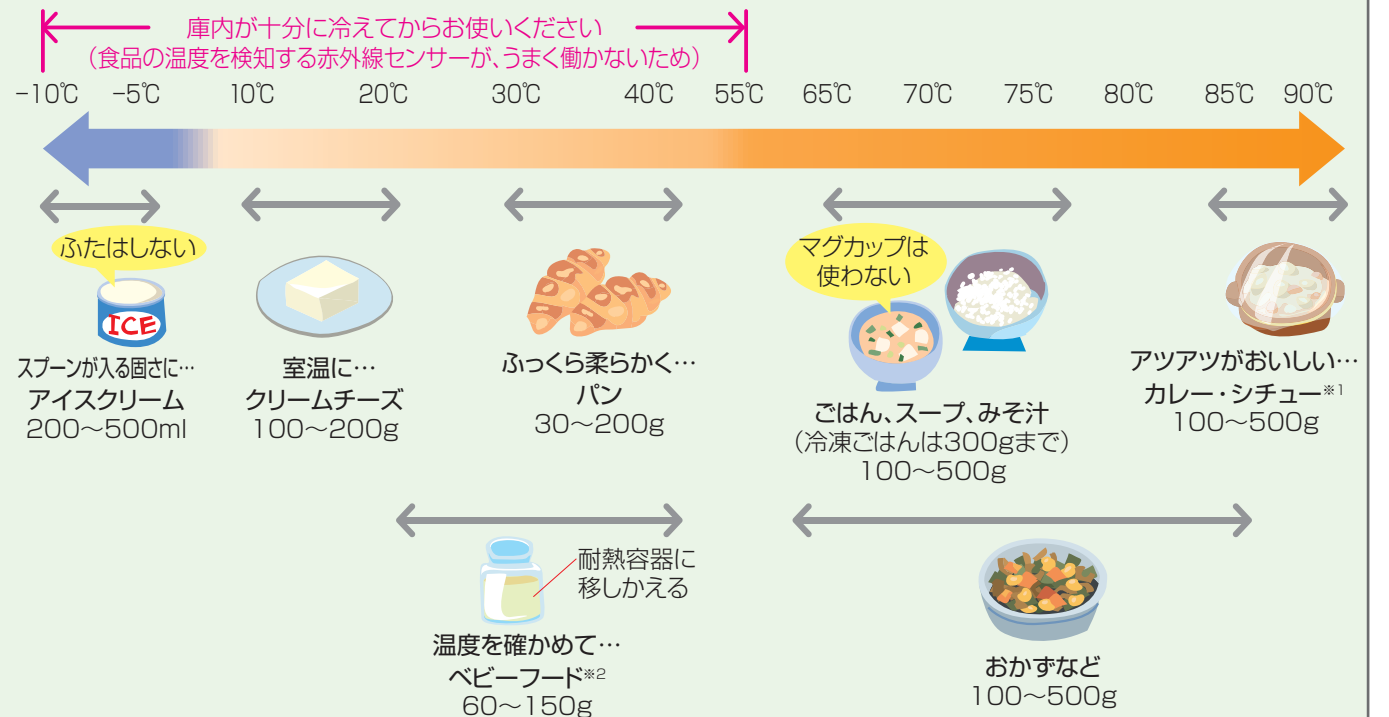 庫内が十分に冷えてからお使いください
（食品の温度を検知する赤外線センサーが、うまく働かないため）
−10℃ −5℃ 10℃ 20℃ 30℃ 40℃ 55℃ 65℃ 70℃ 75℃ 80℃ 85℃ 90℃
ふたはしない
ICE
スプーンが入る固さに…
アイスクリーム
200〜500ml
室温に…
クリームチーズ
100〜200g
ふっくら柔らかく…
パン
30〜200g
マグカップは
使わない
ごはん、スープ、みそ汁
（冷凍ごはんは300gまで）
100〜500g
アツアツがおいしい…
カレー・シチュー※1
100〜500g
耐熱容器に
移しかえる
温度を確かめて…
ベビーフード※2
60〜150g
おかずなど
100〜500g